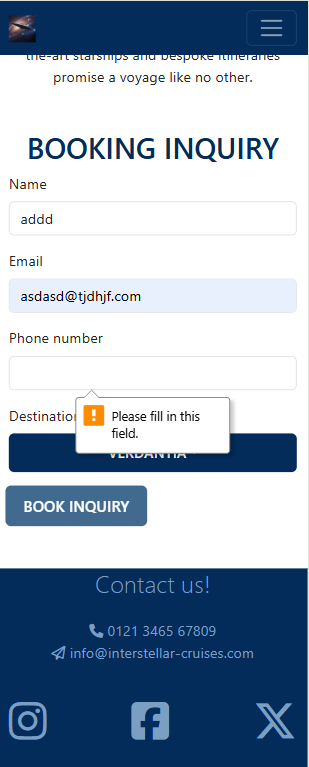 the-art starships and bespoke itineraries
promise a voyage like no other.
BOOKING INQUIRY
Name
addd
Email
asdasd@tjdhjf.com
Phone number
Please fill in this
field.
Destination
VERDANTIA
BOOK INQUIRY
Contact us!
0121 3465 67809
info@interstellar-cruises.com